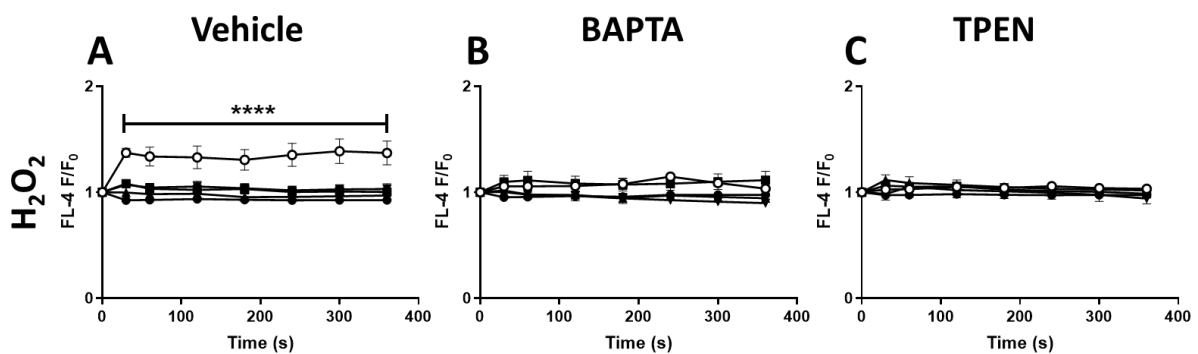 Vehicle
BAPTA
TPEN
A
B
C
H₂O₂
****
FL-4 F/F₀
2
1
0
0
100
200
300
400
Time (s)
FL-4 F/F₀
2
1
0
0
100
200
300
400
Time (s)
FL-4 F/F₀
2
1
0
0
100
200
300
400
Time (s)